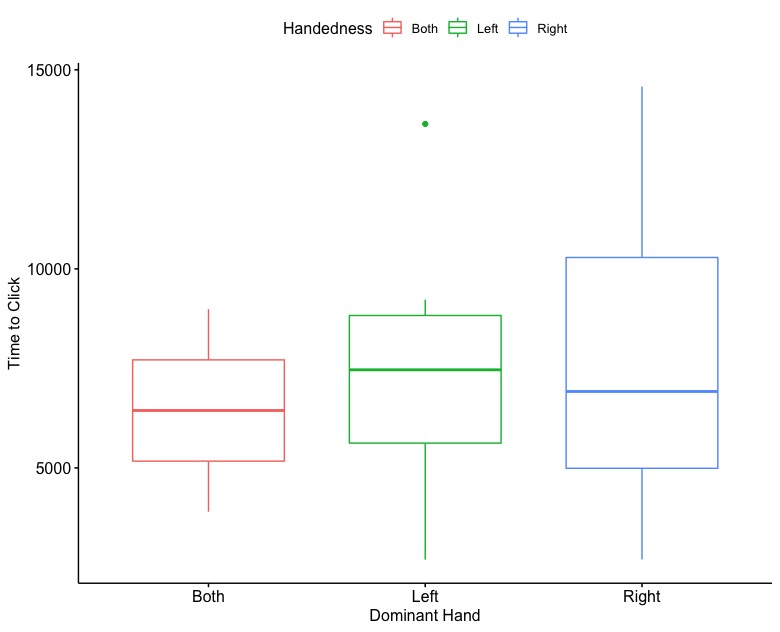 Handedness Both Left Right
15000
10000
5000
Time to Click
Both Left Right
Dominant Hand